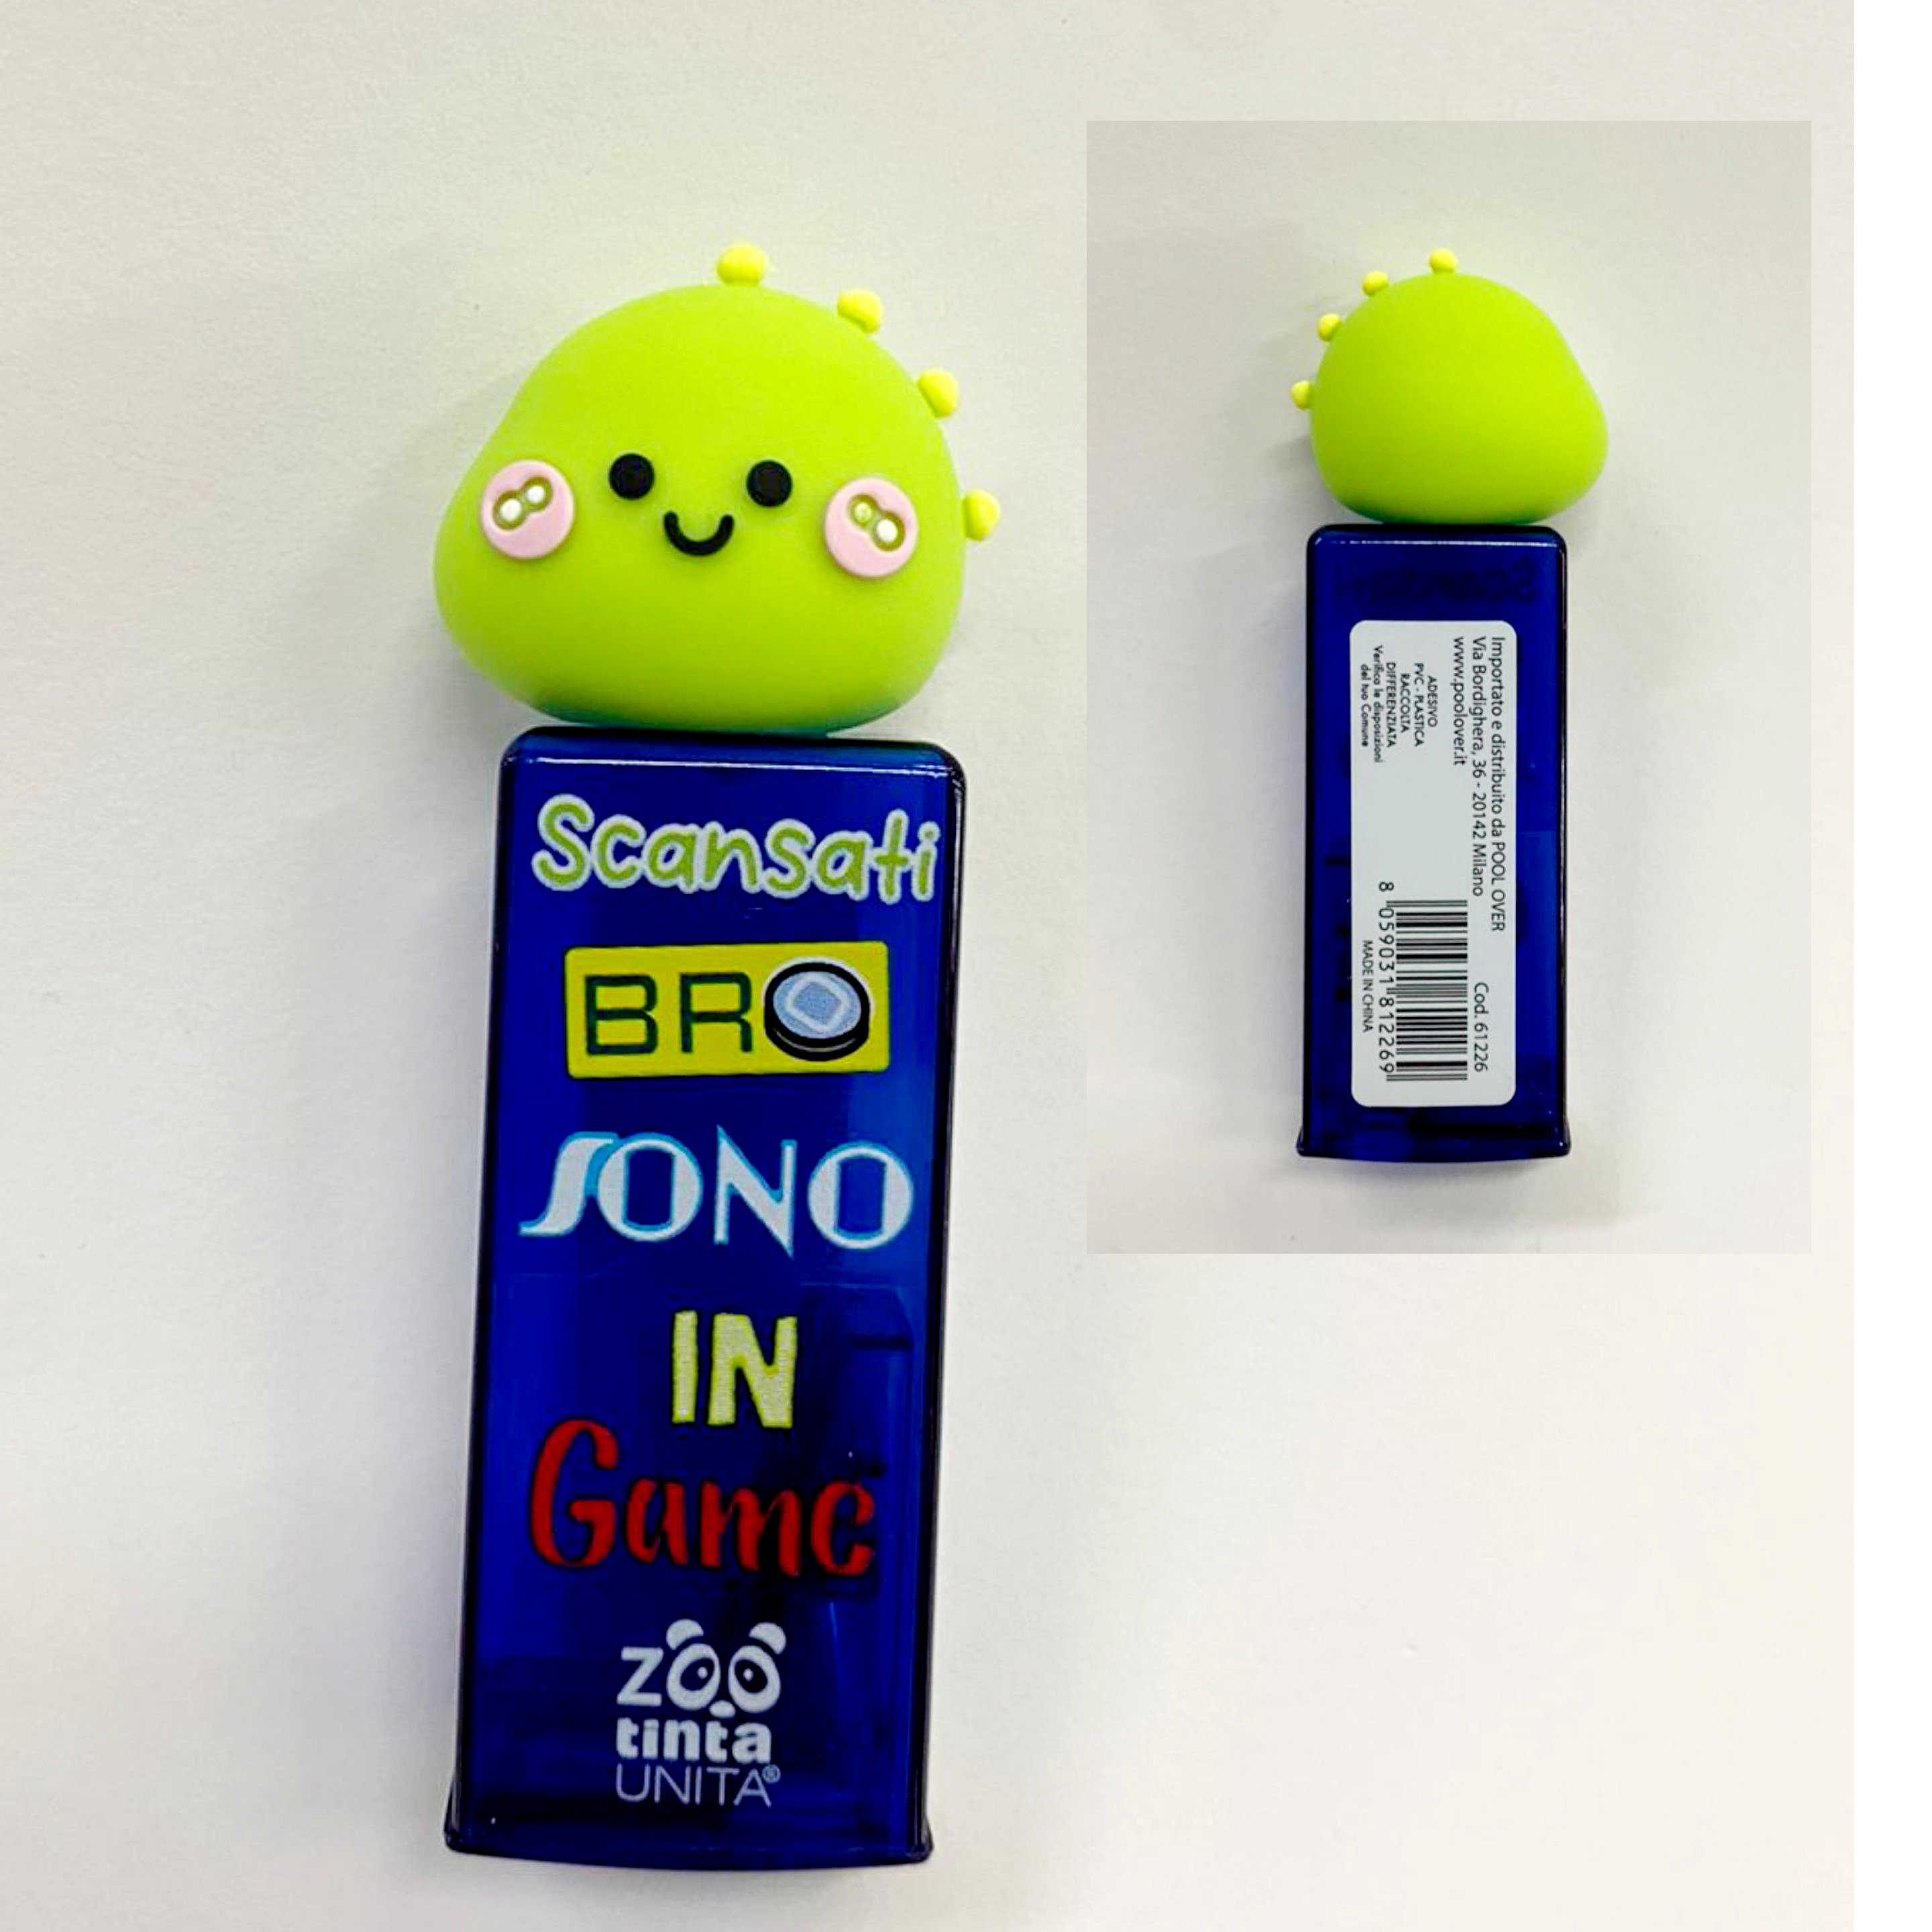 Scansati
BRO
SONO
IN
Game
ZOO
tinta
UNITA®
Importato e distribuito da POOL OVER
Via Bordighera, 36 - 20142 Milano
www.poolover.it
Cod. 61226
ADESIVO
PVC - PLASTICA
RACCOLTA
DIFFERENZIATA
Verifica le disposizioni
del tuo Comune
8 059031 812269
MADE IN CHINA